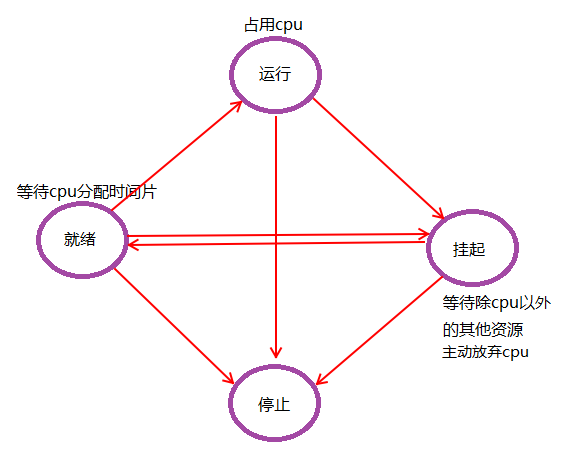 占用cpu
运行
等待cpu分配时间片
就绪
挂起
等待除cpu以外
的其他资源
主动放弃cpu
停止